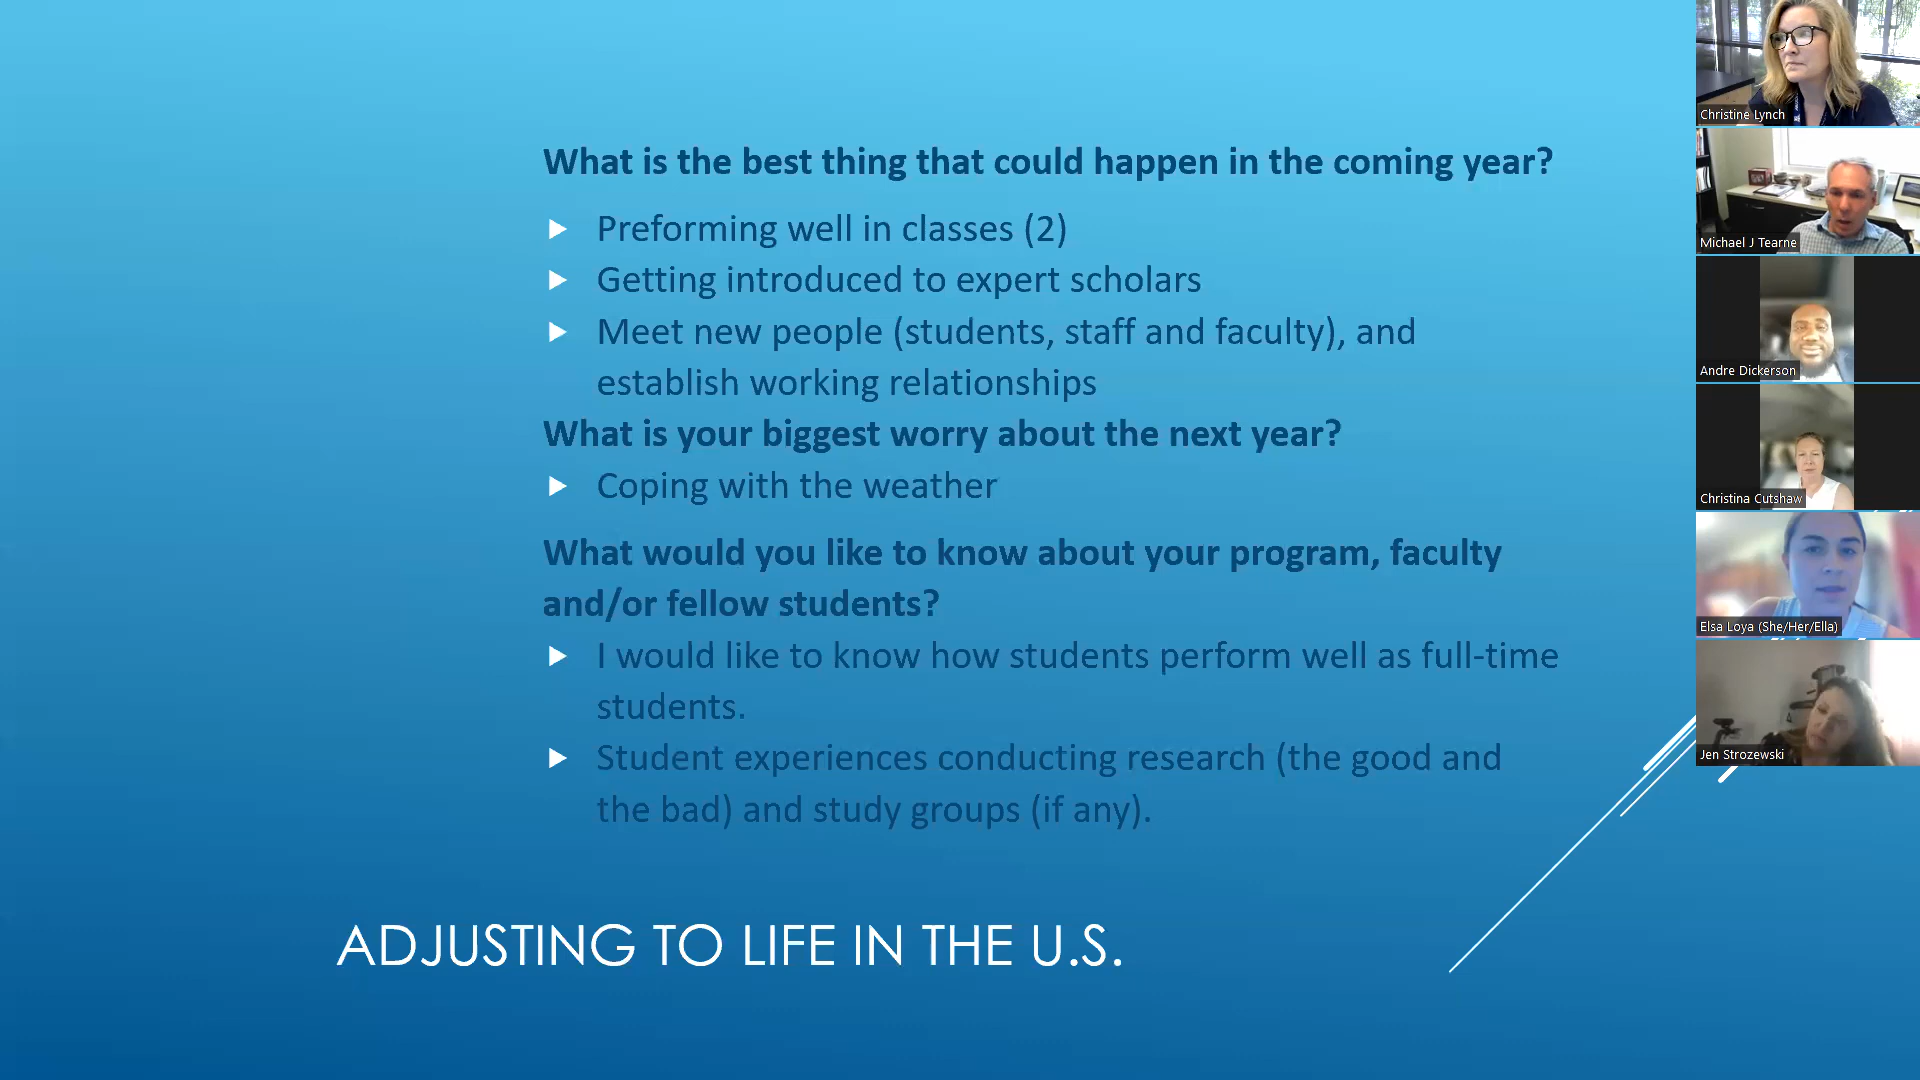 What is the best thing that could happen in the coming year?
Preforming well in classes (2)
Getting introduced to expert scholars
Meet new people (students, staff and faculty), and
establish working relationships
What is your biggest worry about the next year?
Coping with the weather
What would you like to know about your program, faculty
and/or fellow students?
I would like to know how students perform well as full-time
students.
Student experiences conducting research (the good and
the bad) and study groups (if any).
ADJUSTING TO LIFE IN THE U.S.
Christine Lynch
Michael J Tearne
Andre Dickerson
Christina Cutshaw
Elsa Loya (She/Her/Ella)
Jen Strozewski